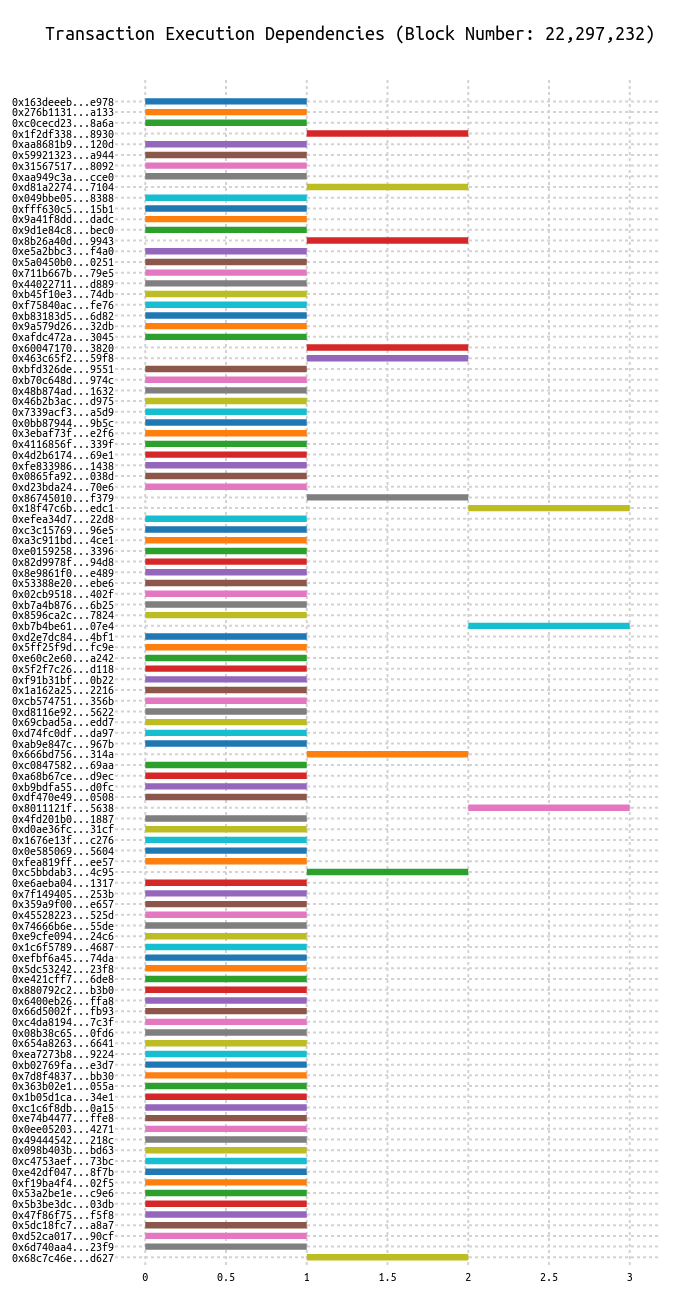 Transaction Execution Dependencies (Block Number: 22,297,232)
0x163deeeb...e978
0x276b1131...a133
0xc0cecd23...8a6a
0x1f2df338...8930
0xaa8681b9...120d
0x59921323...a944
0x31567517...8092
0xaa949c3a...cce0
0xd81a2274...7104
0x049bbe05...8388
0xfff630c5...15b1
0x9a41f8dd...dadc
0x9d1e84c8...bec0
0x8b26a40d...9943
0xe5a2bbc3...f4a0
0x5a0450b0...0251
0x711b667b...79e5
0x44022711...d889
0xb45f10e3...74db
0xf75840ac...fe76
0xb83183d5...6d82
0x9a579d26...32db
0xafdc472a...3045
0x60047170...3820
0x463c65f2...59f8
0xbfd326de...9551
0xb70c648d...974c
0x48b874ad...1632
0x46b2b3ac...d975
0x7339acf3...a5d9
0x0bb87944...9b5c
0x3ebaf73f...e2f6
0x4116856f...339f
0x4d2b6174...69e1
0xfe833986...1438
0x0865fa92...038d
0xd23bda24...70e6
0x86745010...f379
0x18f47c6b...edc1
0xefea34d7...22d8
0xc3c15769...96e5
0xa3c911bd...4ce1
0xe0159258...3396
0x82d9978f...94d8
0x8e9861f0...e489
0x53388e20...ebe6
0x02cb9518...402f
0xb7a4b876...6b25
0x8596ca2c...7824
0xb7b4be61...07e4
0xd2e7dc84...4bf1
0x5ff25f9d...fc9e
0xe60c2e60...a242
0x5f2f7c26...d118
0xf91b31bf...0b22
0x1a162a25...2216
0xcb574751...356b
0xd8116e92...5622
0x69cbad5a...edd7
0xd74fc0df...da97
0xab9e847c...967b
0x666bd756...314a
0xc0847582...69aa
0xa68b67ce...d9ec
0xb9bdfa55...d0fc
0xdf470e49...0508
0x8011121f...5638
0x4fd201b0...1887
0xd0ae36fc...31cf
0x1676e13f...c276
0x0e585069...5604
0xfea819ff...ee57
0xc5bbdab3...4c95
0xe6aeba04...1317
0x7f149405...253b
0x359a9f00...e657
0x45528223...525d
0x74666b6e...55de
0xe9cfe094...24c6
0x1c6f5789...4687
0xefbf6a45...74da
0x5dc53242...23f8
0xe421cff7...6de8
0x880792c2...b3b0
0x6400eb26...ffa8
0x66d5002f...fb93
0xc4da8194...7c3f
0x08b38c65...0fd6
0x654a8263...6641
0xea7273b8...9224
0xb02769fa...e3d7
0x7d8f4837...bb30
0x363b02e1...055a
0x1b05d1ca...34e1
0xc1c6f8db...0a15
0xe74b4477...ffe8
0x0ee05203...4271
0x49444542...218c
0x098b403b...bd63
0xc4753aef...73bc
0xe42df047...8f7b
0xf19ba4f4...02f5
0x53a2be1e...c9e6
0x5b3be3dc...03db
0x47f86f75...f5f8
0x5dc18fc7...a8a7
0xd52ca017...90cf
0x6d740aa4...23f9
0x68c7c46e...d627
0 0.5 1 1.5 2 2.5 3